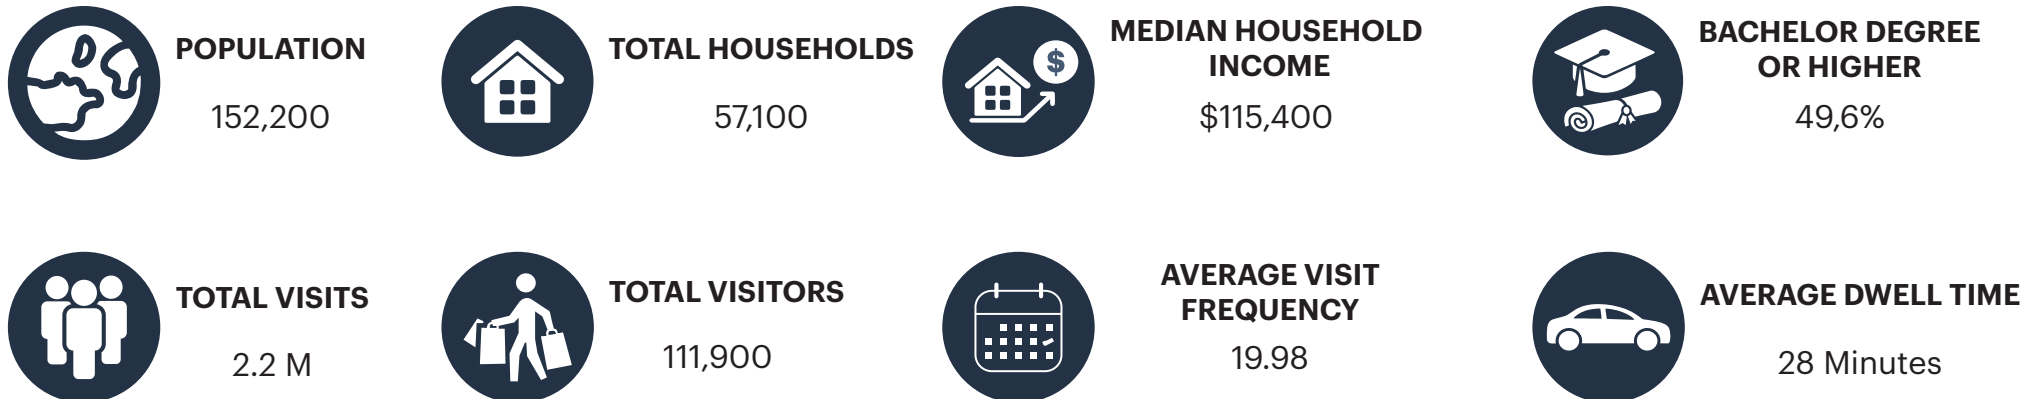 POPULATION
152,200
TOTAL HOUSEHOLDS
57,100
MEDIAN HOUSEHOLD
INCOME
$115,400
$
BACHELOR DEGREE
OR HIGHER
49,6%
TOTAL VISITS
2.2 M
TOTAL VISITORS
111,900
AVERAGE VISIT
FREQUENCY
19.98
AVERAGE DWELL TIME
28 Minutes